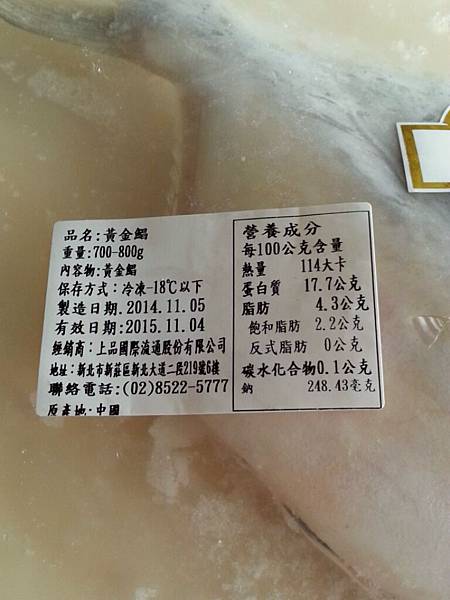 品名:黃金鯧
重量:700-800g
內容物:黃金鯧
保存方式:冷凍-18℃以下
製造日期.2014.11.05
有效日期:2015.11.04
經銷商:上品國際流通股份有限公司
地址:新北市新莊區新北大道二段219號6樓
聯絡電話:(02)8522-5777
原產地:中國
營養成分
每100公克含量
熱量 114大卡
蛋白質 17.7公克
脂肪 4.3公克
飽和脂肪 2.2公克
反式脂肪 0公克
碳水化合物0.1公克
鈉 248.43毫克